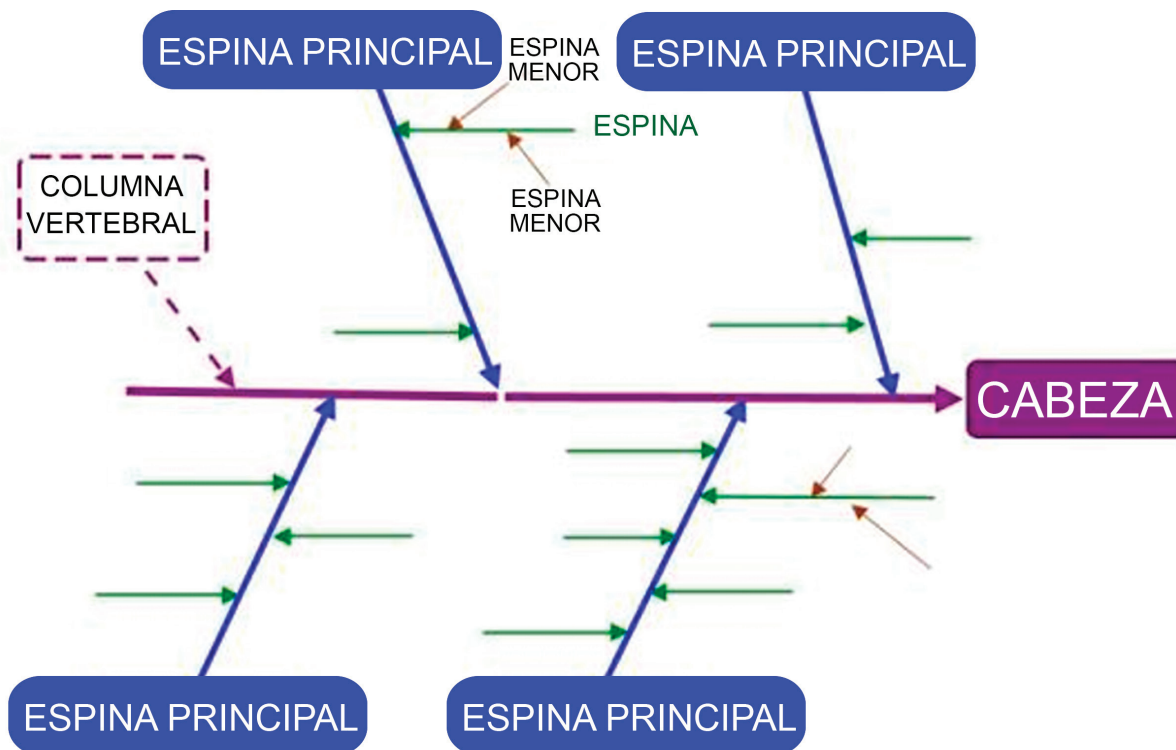 ESPINA PRINCIPAL
ESPINA
MENOR
ESPINA PRINCIPAL
ESPINA
COLUMNA
VERTEBRAL
ESPINA
MENOR
CABEZA
ESPINA PRINCIPAL
ESPINA PRINCIPAL